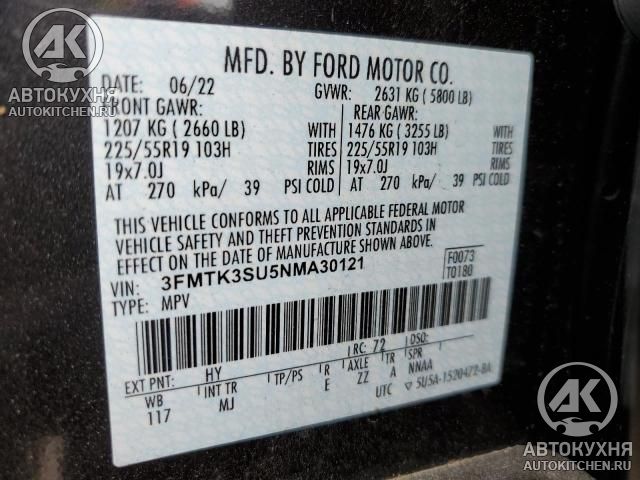 АК
АВТОКУХНЯ
AUTOKITCHEN.RU
MFD. BY FORD MOTOR CO.
DATE: 06/22 GVWR: 2631 KG ( 5800 LB)
FRONT GAWR: REAR GAWR:
1207 KG ( 2660 LB) WITH 1476 KG ( 3255 LB) WITH
225/55R19 103H TIRES 225/55R19 103H TIRES
19x7.0J RIMS 19x7.0J RIMS
AT 270 kPa/ 39 PSI COLD AT 270 kPa/ 39 PSI COLD
THIS VEHICLE CONFORMS TO ALL APPLICABLE FEDERAL MOTOR
VEHICLE SAFETY AND THEFT PREVENTION STANDARDS IN
EFFECT ON THE DATE OF MANUFACTURE SHOWN ABOVE.
VIN: 3FMTK3SU5NMA30121 F0073
TYPE: MPV T0180
EXT PNT: HY RC: 72 DSO:
WB INT TR TP/PS R AXLE TR SPR
117 MJ E ZZ A NNAA
UTC 5U5A-1520472-BA
АК
АВТОКУХНЯ
AUTOKITCHEN.RU